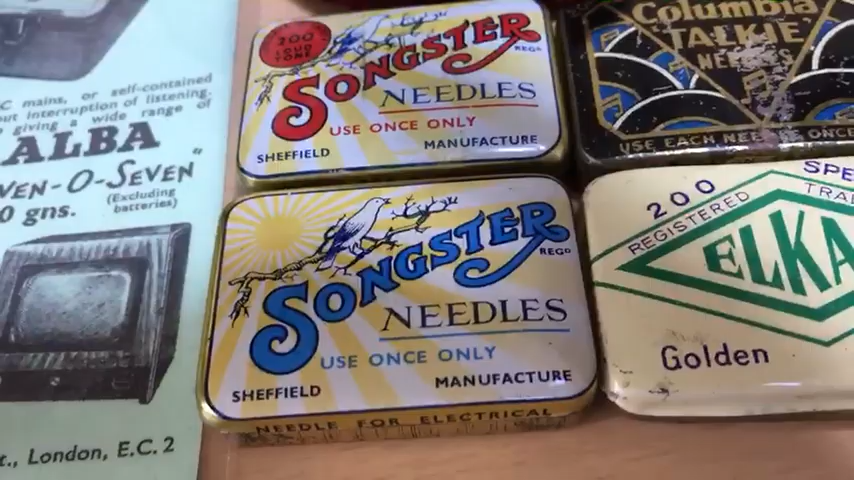 C mains, or self-contained
out interruption of listening.
giving a wide range of
ALBA
VEN-O-SEVEN"
0 gns.
(Excluding
batteries)
London, E.C.2
200
LOUD
TONE
SONGSTER
REGD
NEEDLES
USE ONCE ONLY
SHEFFIELD
MANUFACTURE
SONGSTER
REGD
NEEDLES
USE ONCE ONLY
SHEFFIELD
MANUFACTURE
NEEDLE FOR ELECTRICAL
Columbia
'TALKIE'
NEEDLES
USE EACH NEEDLE ONCE
200
REGISTERED
SPE
TRA
ELKA
Golden